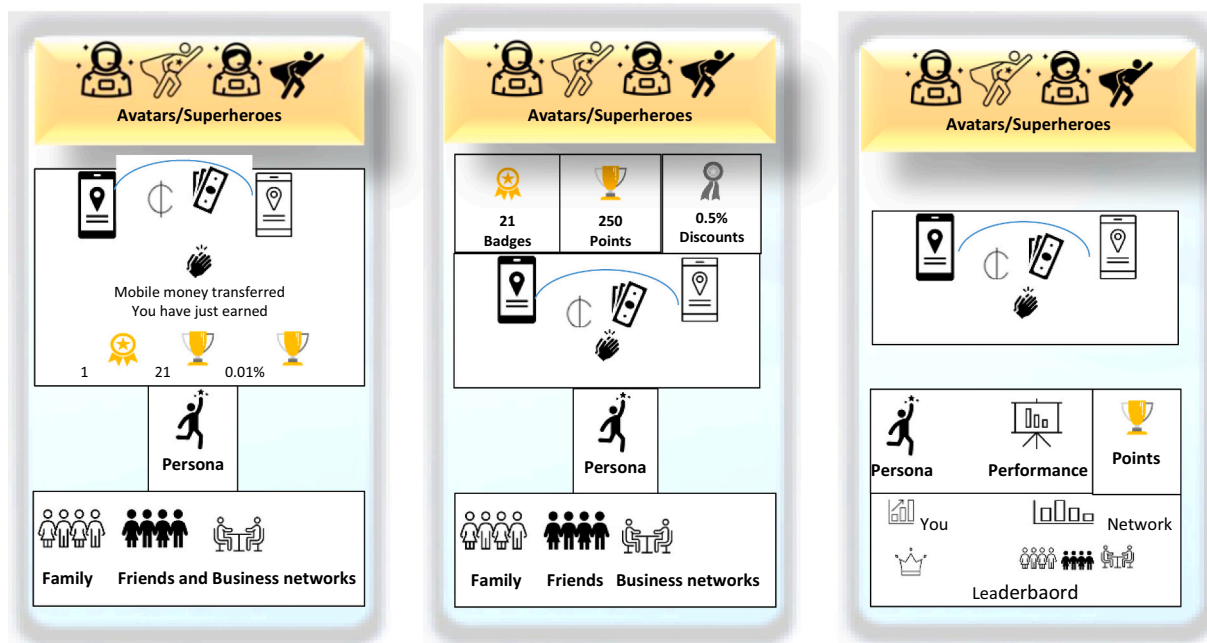 Avatars/Superheroes
₵
Mobile money transferred
You have just earned
1 21 0.01%
Persona
Family Friends and Business networks
Avatars/Superheroes
21 250 0.5%
Badges Points Discounts
₵
Persona
Family Friends Business networks
Avatars/Superheroes
₵
Persona Performance Points
You Network
Leaderbaord